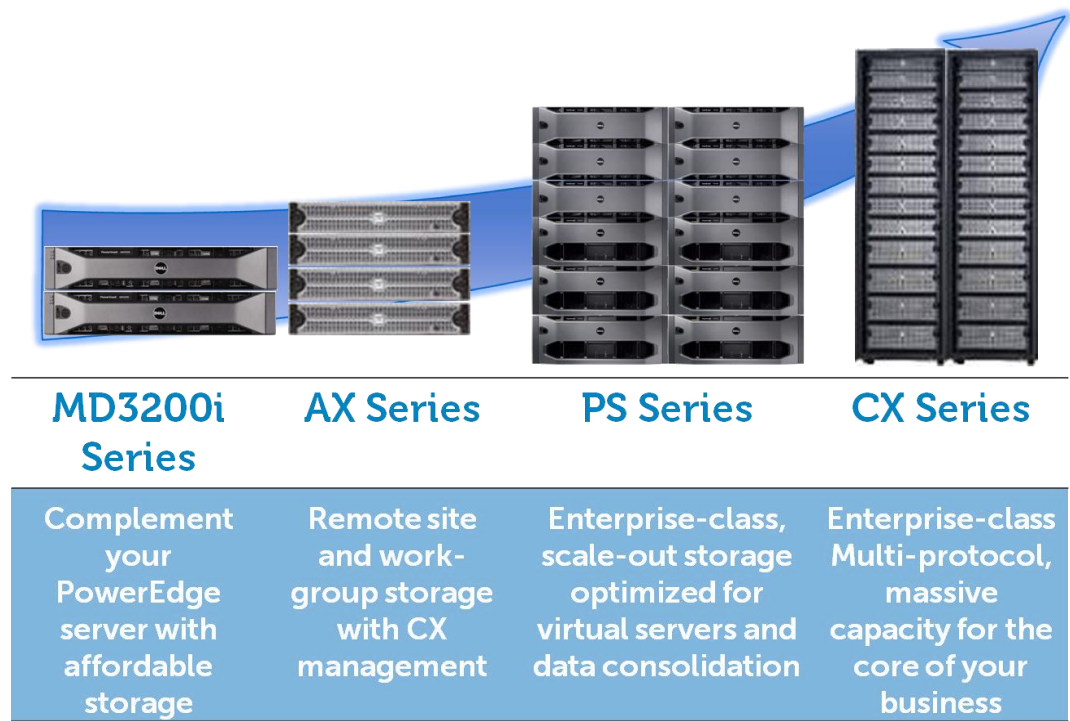 MD3200i
Series
AX Series
PS Series
CX Series
Complement
your
PowerEdge
server with
affordable
storage
Remote site
and work-
group storage
with CX
management
Enterprise-class,
scale-out storage
optimized for
virtual servers and
data consolidation
Enterprise-class
Multi-protocol,
massive
capacity for the
core of your
business
DELL
DELL